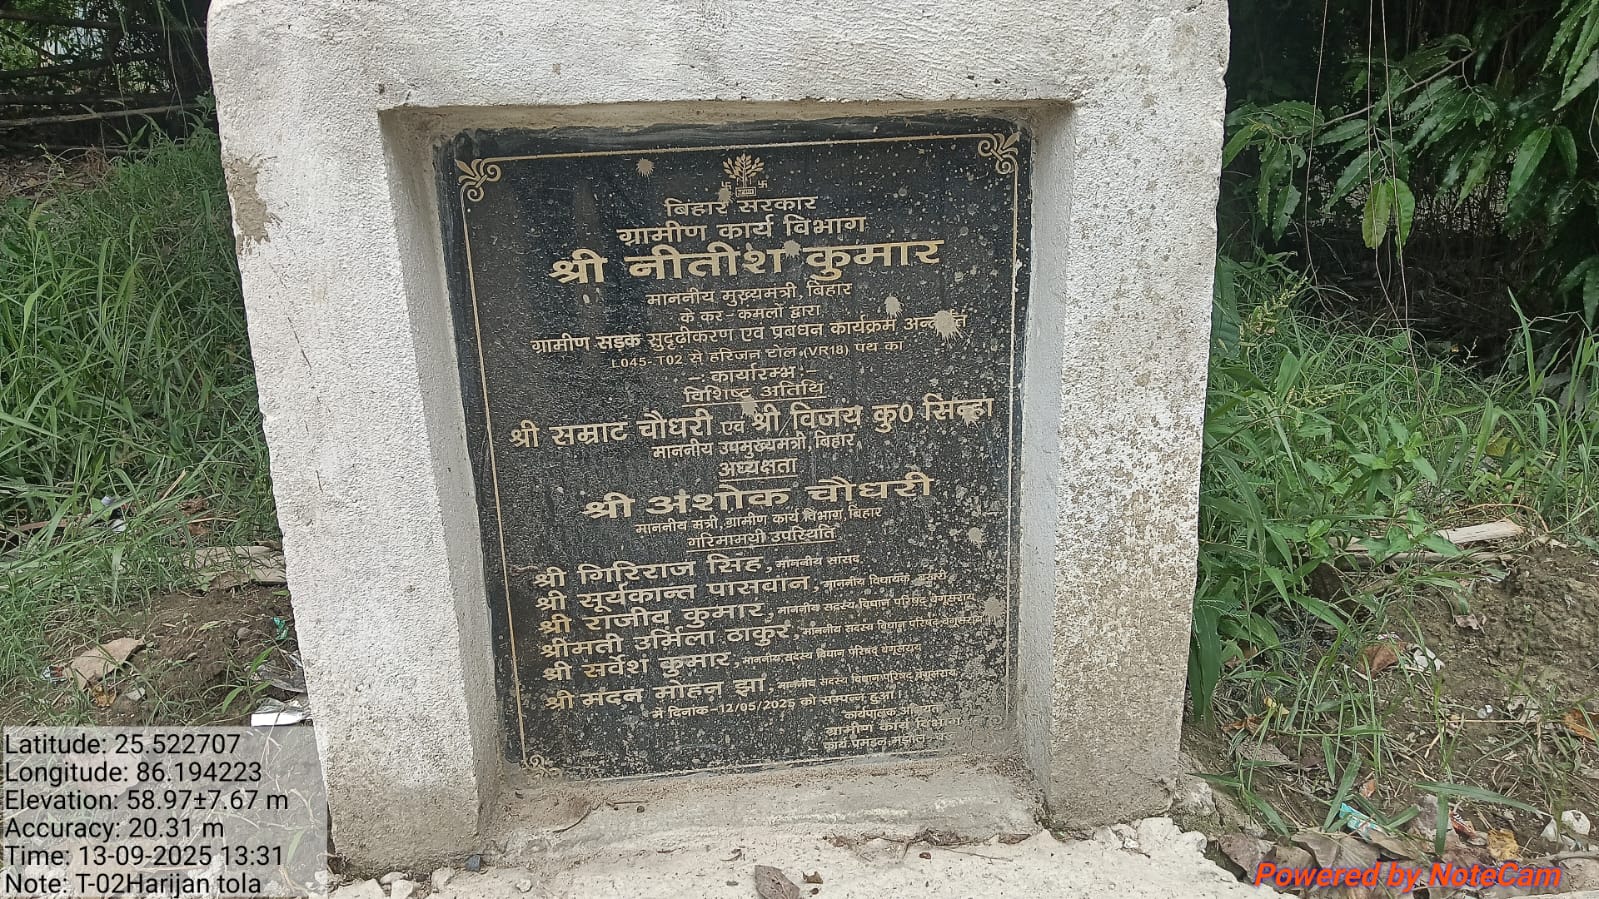 बिहार सरकार
ग्रामीण कार्य विभाग
श्री नीतीश कुमार
माननीय मुख्यमंत्री, बिहार
के कर-कमलों द्वारा
ग्रामीण सड़क सुदृढ़ीकरण एवं प्रबंधन कार्यक्रम अन्तर्गत
L045-T02 से हरिजन टोल (VR18) पथ का
-: कार्यारम्भ :-
विशिष्ट अतिथि
श्री सम्राट चौधरी एवं श्री विजय कु0 सिन्हा
माननीय उपमुख्यमंत्री, बिहार
अध्यक्षता
श्री अंशोक चौधरी
माननीय मंत्री, ग्रामीण कार्य विभाग, बिहार
गरिमामयी उपस्थिति
श्री गिरिराज सिंह, माननीय सांसद
श्री सूर्यकान्त पासवान, माननीय विधायक बखरी
श्री राजीव कुमार, माननीय सदस्य विधान परिषद् बेगूसराय
श्रीमती उर्मिला ठाकुर, माननीय सदस्य विधान परिषद् बेगूसराय
श्री सर्वेश कुमार, माननीय सदस्य विधान परिषद् बेगूसराय
श्री मदन मोहन झा, माननीय सदस्य विधान परिषद् बेगूसराय
में दिनांक-12/05/2025 को सम्पन्न हुआ।
कार्यपालक अभियंता
ग्रामीण कार्य विभाग
Latitude: 25.522707
Longitude: 86.194223
Elevation: 58.97±7.67 m
Accuracy: 20.31 m
Time: 13-09-2025 13:31
Note: T-02Harijan tola
Powered by NoteCam